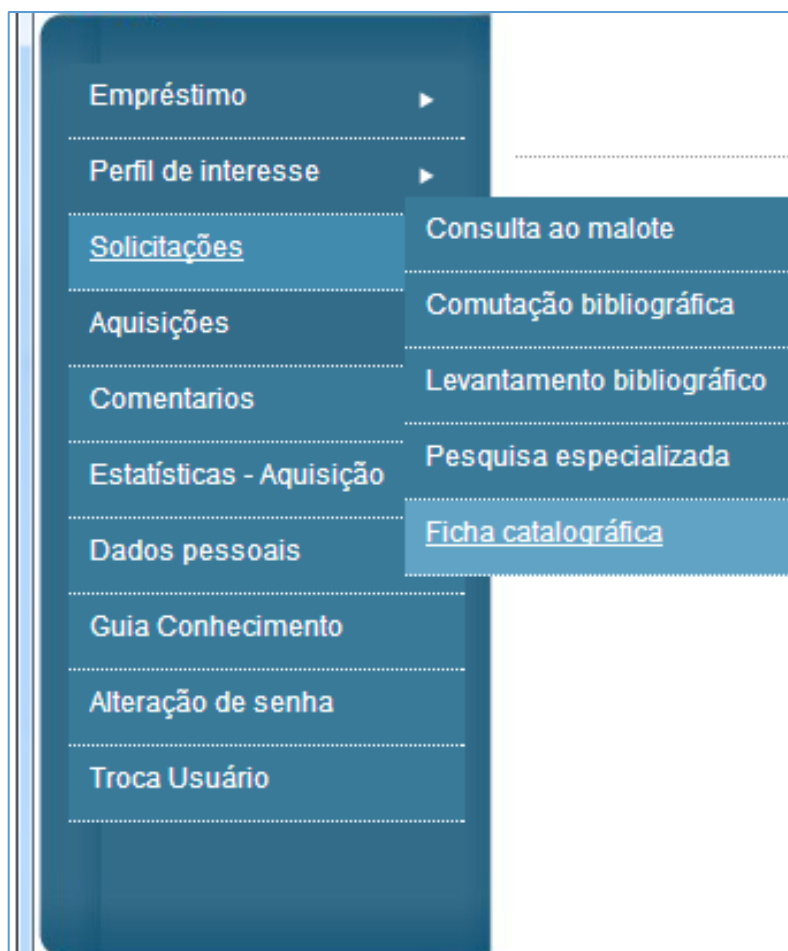 Empréstimo
Perfil de interesse
Solicitações
Aquisições
Comentarios
Estatísticas - Aquisição
Dados pessoais
Guia Conhecimento
Alteração de senha
Troca Usuário
Consulta ao malote
Comutação bibliográfica
Levantamento bibliográfico
Pesquisa especializada
Ficha catalográfica